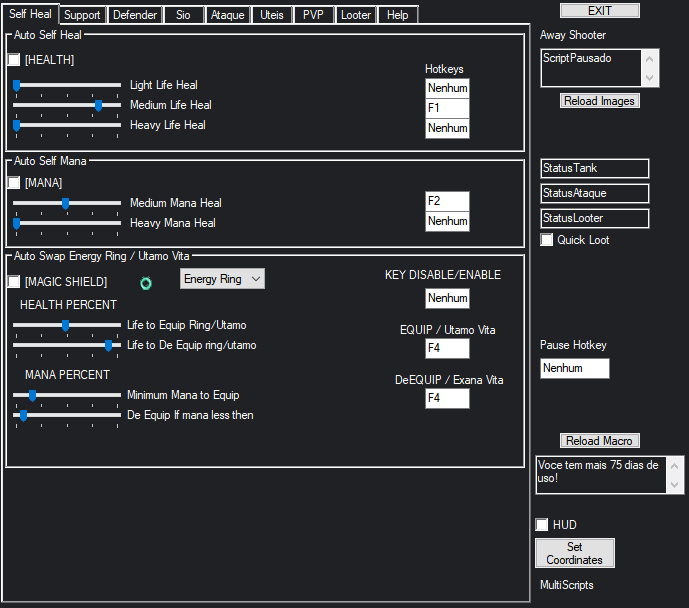 Self Heal
Support
Defender
Sio
Ataque
Uteis
PVP
Looter
Help
EXIT
Auto Self Heal
[HEALTH]
Hotkeys
Light Life Heal
Nenhum
Medium Life Heal
F1
Heavy Life Heal
Nenhum
Auto Self Mana
[MANA]
Medium Mana Heal
F2
Heavy Mana Heal
Nenhum
Auto Swap Energy Ring / Utamo Vita
[MAGIC SHIELD]
Energy Ring
KEY DISABLE/ENABLE
Nenhum
HEALTH PERCENT
Life to Equip Ring/Utamo
Life to De Equip ring/utamo
EQUIP / Utamo Vita
F4
MANA PERCENT
DeEQUIP / Exana Vita
F4
Minimum Mana to Equip
De Equip If mana less then
Away Shooter
ScriptPausado
Reload Images
StatusTank
StatusAtaque
StatusLooter
Quick Loot
Pause Hotkey
Nenhum
Reload Macro
Voce tem mais 75 dias de
uso!
HUD
Set
Coordinates
MultiScripts